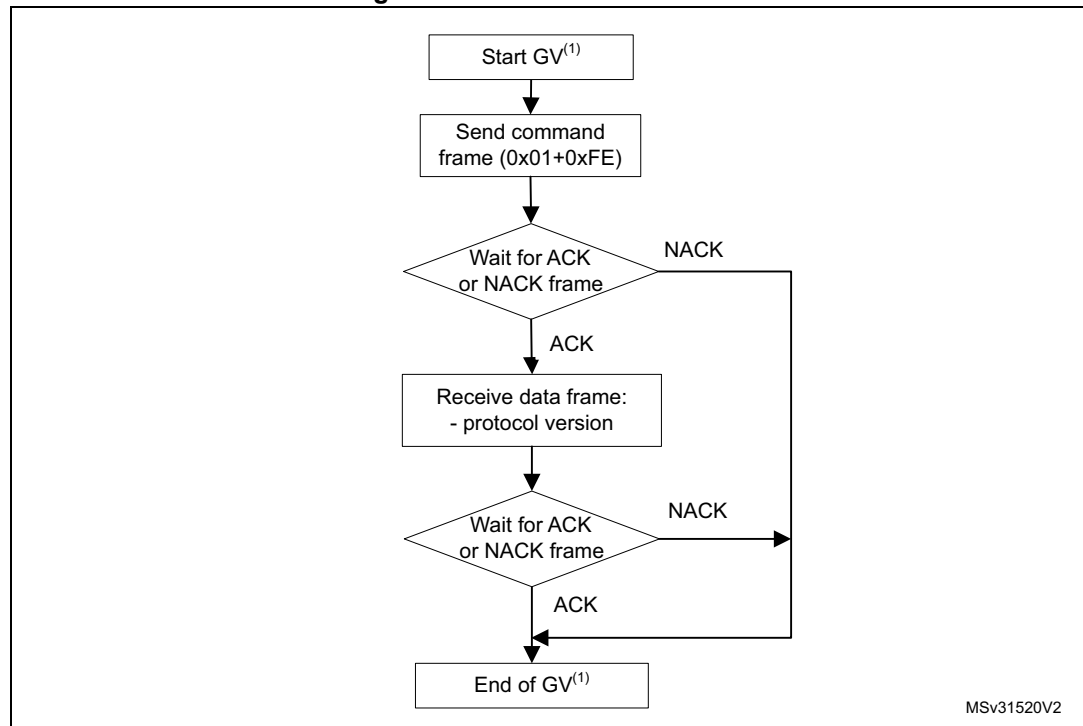 Start GV(1)
Send command
frame (0x01+0xFE)
Wait for ACK
or NACK frame
NACK
ACK
Receive data frame:
- protocol version
Wait for ACK
or NACK frame
NACK
ACK
End of GV(1)
MSv31520V2